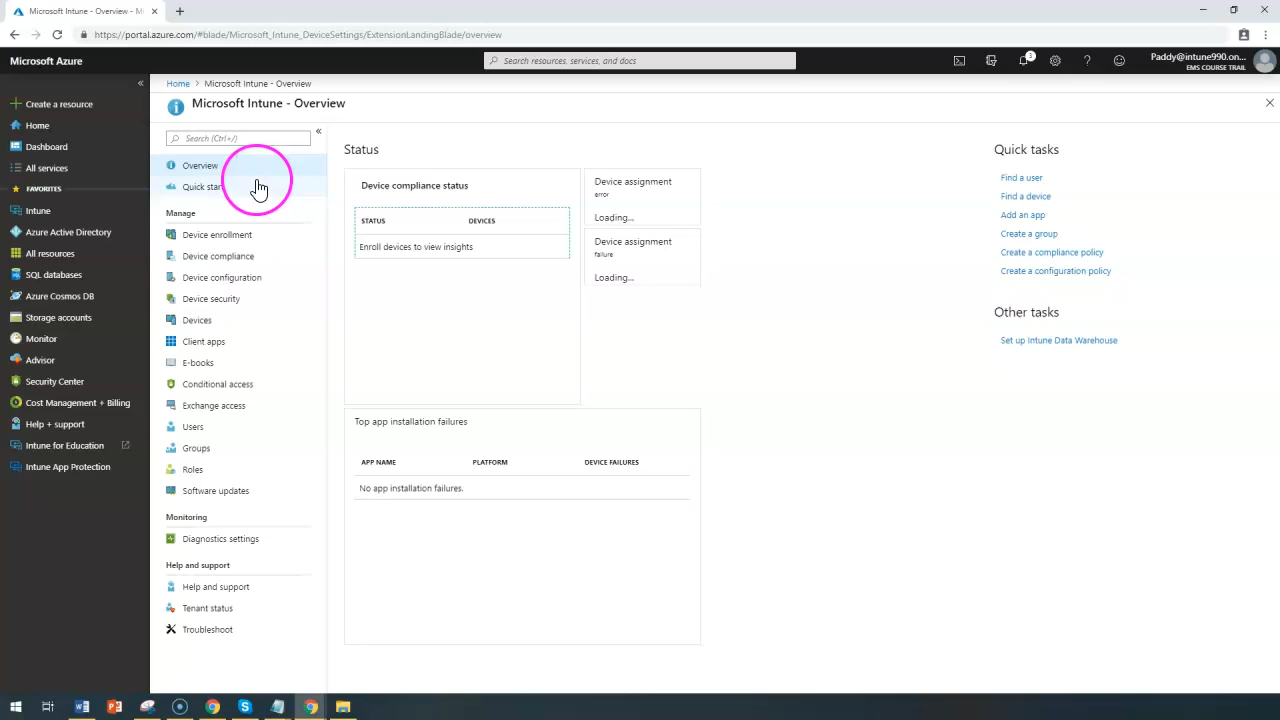 Microsoft Intune - Overview - Mi
https://portal.azure.com/#blade/Microsoft_Intune_DeviceSettings/ExtensionLandingBlade/overview
Microsoft Azure
Search resources, services, and docs
3
Paddy@intune990.on...
EMS COURSE TRAIL
Create a resource
Home
Dashboard
All services
FAVORITES
Intune
Azure Active Directory
All resources
SQL databases
Azure Cosmos DB
Storage accounts
Monitor
Advisor
Security Center
Cost Management + Billing
Help + support
Intune for Education
Intune App Protection
Home > Microsoft Intune - Overview
Microsoft Intune - Overview
Search (Ctrl+/)
Overview
Quick star
Manage
Device enrollment
Device compliance
Device configuration
Device security
Devices
Client apps
E-books
Conditional access
Exchange access
Users
Groups
Roles
Software updates
Monitoring
Diagnostics settings
Help and support
Help and support
Tenant status
Troubleshoot
Status
Device compliance status
STATUS DEVICES
Enroll devices to view insights
Device assignment
error
Loading...
Device assignment
failure
Loading...
Top app installation failures
APP NAME PLATFORM DEVICE FAILURES
No app installation failures.
Quick tasks
Find a user
Find a device
Add an app
Create a group
Create a compliance policy
Create a configuration policy
Other tasks
Set up Intune Data Warehouse